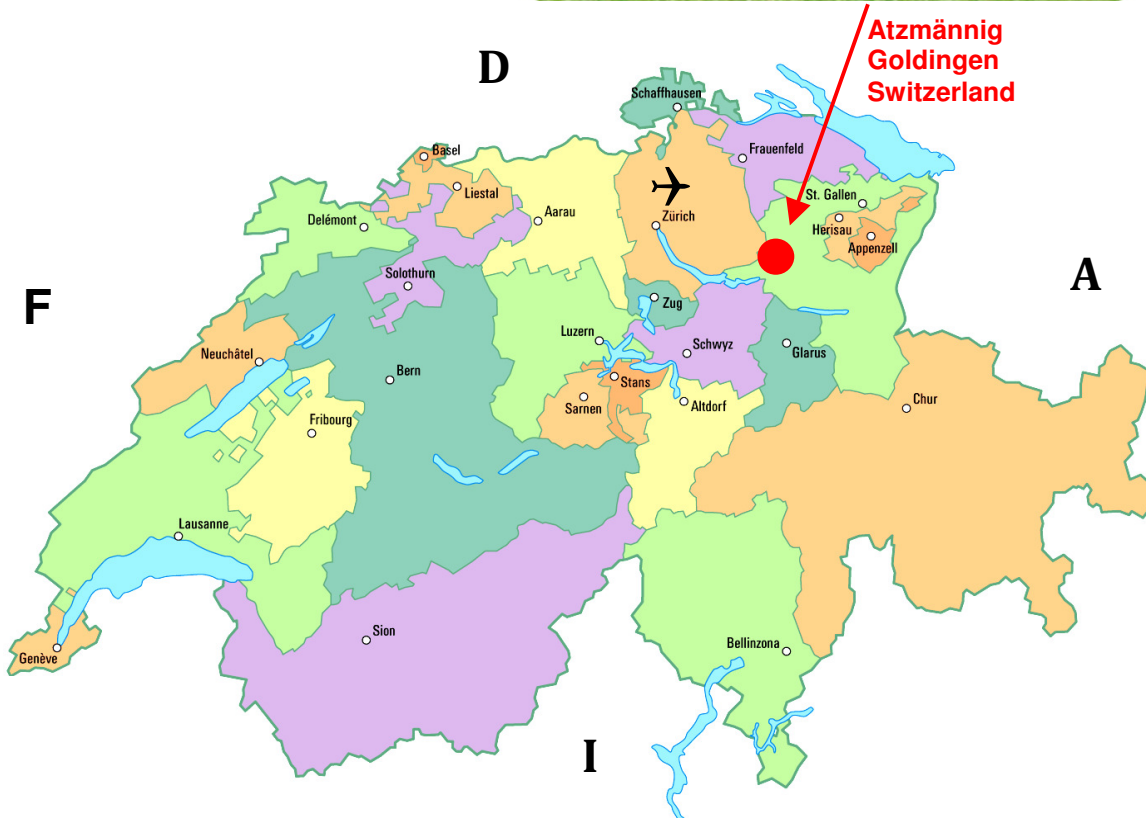 Atzmännig
Goldingen
Switzerland
D
Schaffhausen
Basel
Frauenfeld
Liestal
St. Gallen
Delémont
Aarau
Zürich
Herisau
Appenzell
Solothurn
A
F
Zug
Luzern
Neuchâtel
Schwyz
Glarus
Bern
Stans
Sarnen
Altdorf
Chur
Fribourg
Lausanne
Sion
Bellinzona
Genève
I